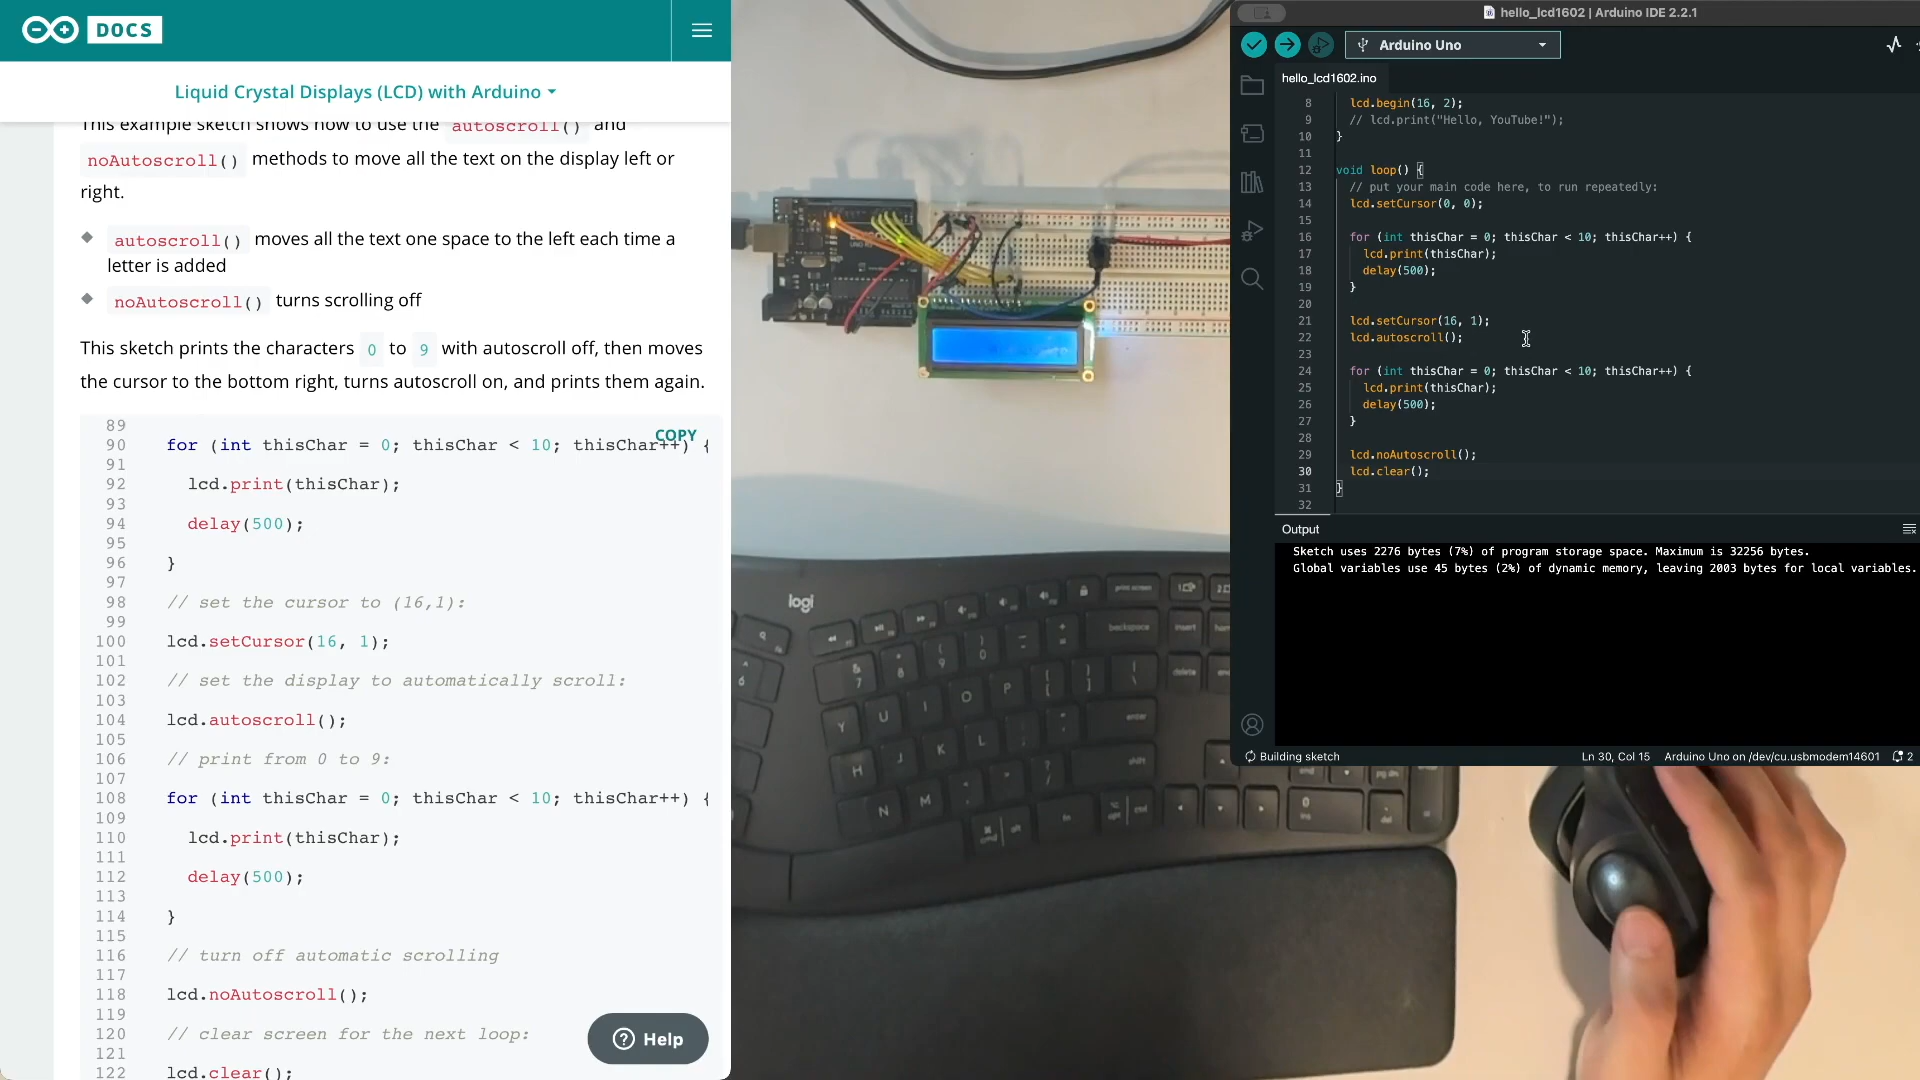 DOCS
Liquid Crystal Displays (LCD) with Arduino
This example sketch shows how to use the autoscroll() and
noAutoscroll() methods to move all the text on the display left or
right.
autoscroll() moves all the text one space to the left each time a
letter is added
noAutoscroll() turns scrolling off
This sketch prints the characters 0 to 9 with autoscroll off, then moves
the cursor to the bottom right, turns autoscroll on, and prints them again.
COPY
89
90 for (int thisChar = 0; thisChar < 10; thisChar++) {
91
92 lcd.print(thisChar);
93
94 delay(500);
95
96 }
97
98 // set the cursor to (16,1):
99
100 lcd.setCursor(16, 1);
101
102 // set the display to automatically scroll:
103
104 lcd.autoscroll();
105
106 // print from 0 to 9:
107
108 for (int thisChar = 0; thisChar < 10; thisChar++) {
109
110 lcd.print(thisChar);
111
112 delay(500);
113
114 }
115
116 // turn off automatic scrolling
117
118 lcd.noAutoscroll();
119
120 // clear screen for the next loop:
121
122 lcd.clear();
Help
logi
print screen
backspace
insert
delete
enter
shift
Y
U
I
O
P
H
J
K
L
N
M
hello_lcd1602 | Arduino IDE 2.2.1
Arduino Uno
hello_lcd1602.ino
8 lcd.begin(16, 2);
9 // lcd.print("Hello, YouTube!");
10 }
11
12 void loop() {
13 // put your main code here, to run repeatedly:
14 lcd.setCursor(0, 0);
15
16 for (int thisChar = 0; thisChar < 10; thisChar++) {
17 lcd.print(thisChar);
18 delay(500);
19 }
20
21 lcd.setCursor(16, 1);
22 lcd.autoscroll();
23
24 for (int thisChar = 0; thisChar < 10; thisChar++) {
25 lcd.print(thisChar);
26 delay(500);
27 }
28
29 lcd.noAutoscroll();
30 lcd.clear();
31 }
32
Output
Sketch uses 2276 bytes (7%) of program storage space. Maximum is 32256 bytes.
Global variables use 45 bytes (2%) of dynamic memory, leaving 2003 bytes for local variables.
Building sketch
Ln 30, Col 15
Arduino Uno on /dev/cu.usbmodem14601
2